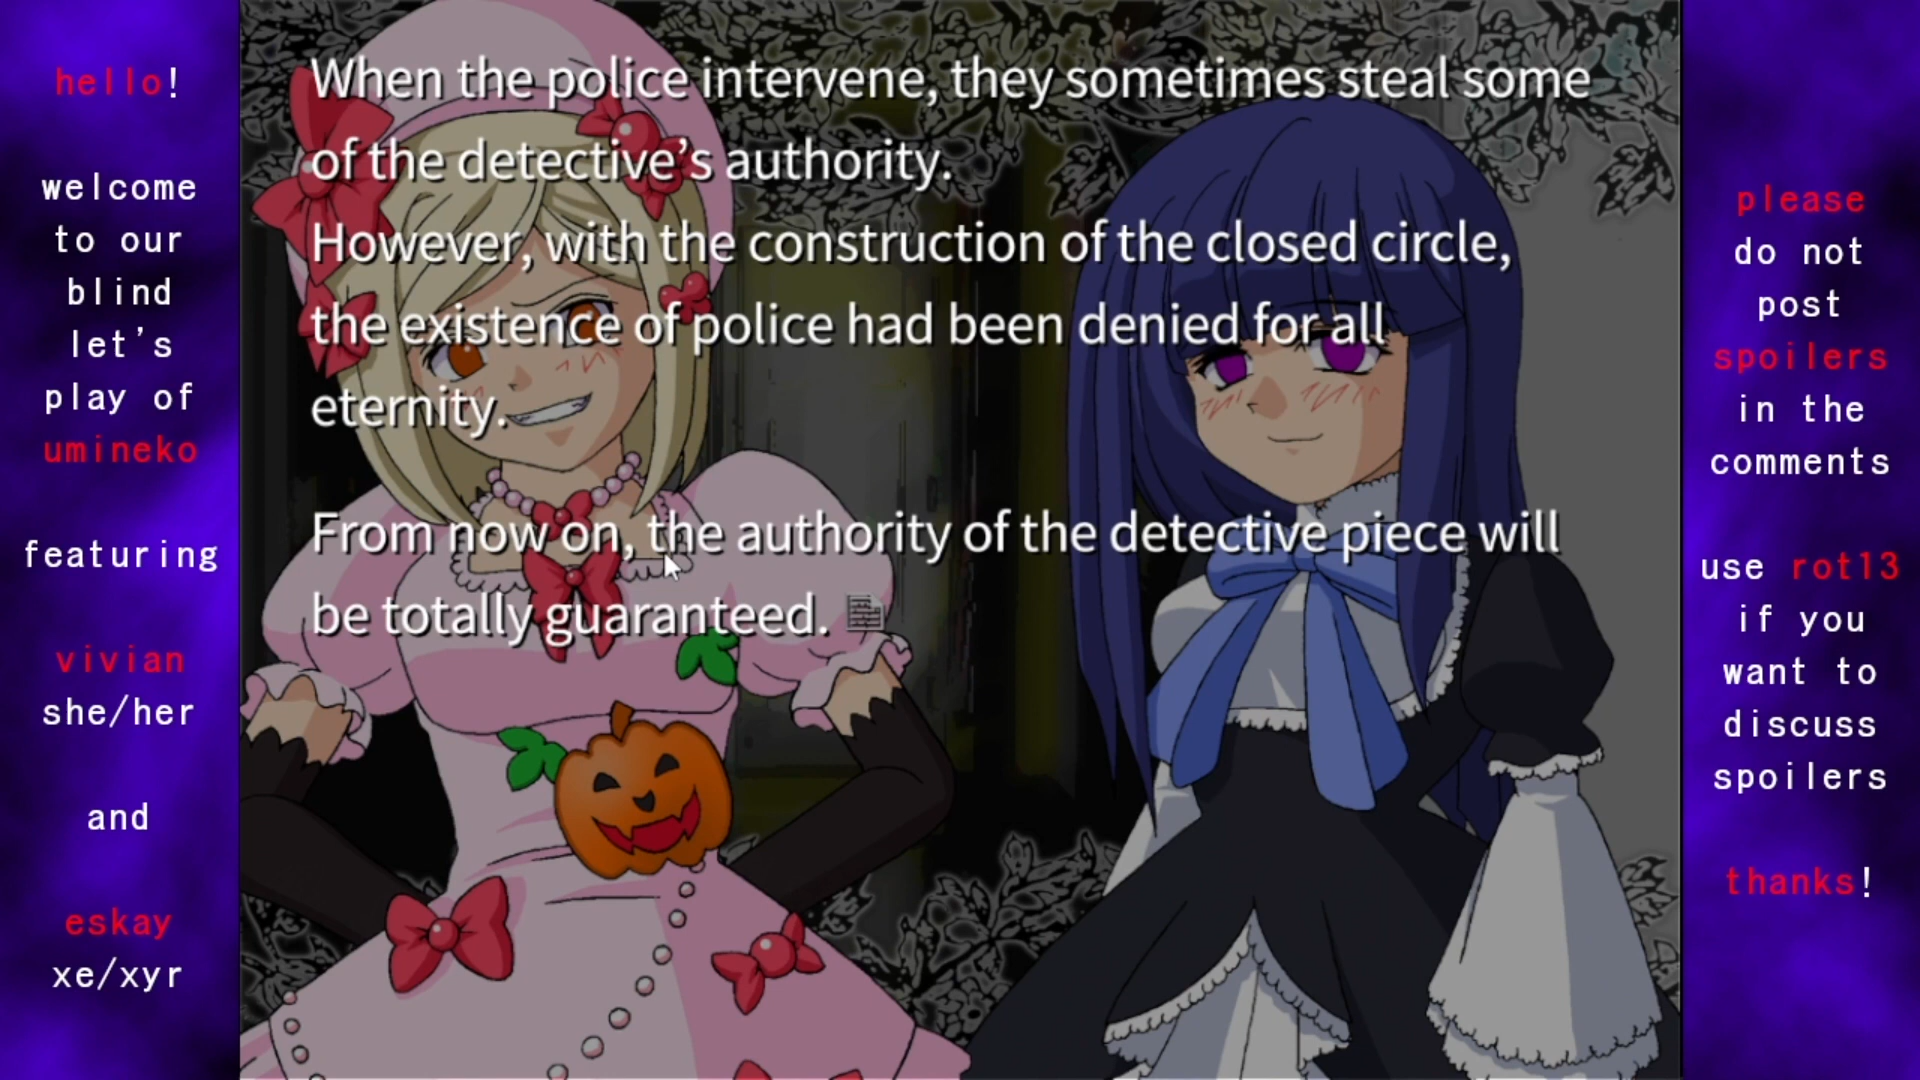 hello!
welcome
to our
blind
let's
play of
umineko
featuring
vivian
she/her
and
eskay
xe/xyr
When the police intervene, they sometimes steal some
of the detective’s authority.
However, with the construction of the closed circle,
the existence of police had been denied for all
eternity.
From now on, the authority of the detective piece will
be totally guaranteed.
please
do not
post
spoilers
in the
comments
use rot13
if you
want to
discuss
spoilers
thanks!